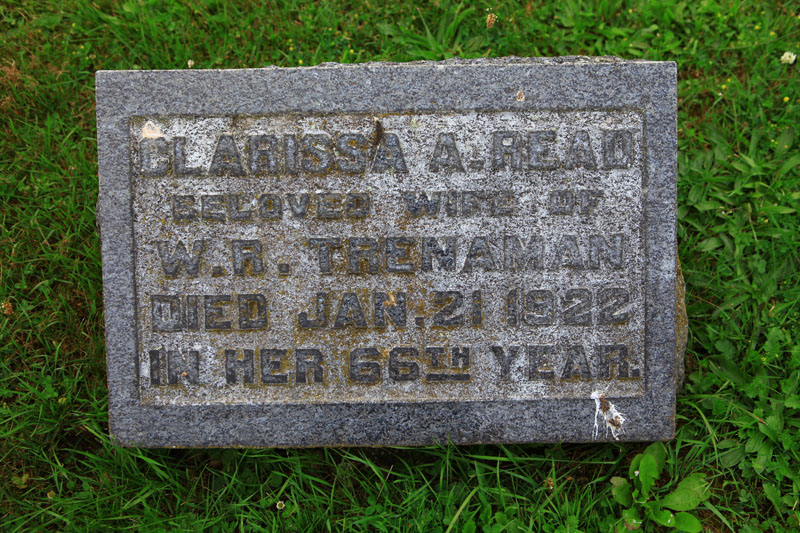 CLARISSA A. READ
BELOVED WIFE OF
W.R. TRENAMAN
DIED JAN. 21 1922
IN HER 66TH YEAR.